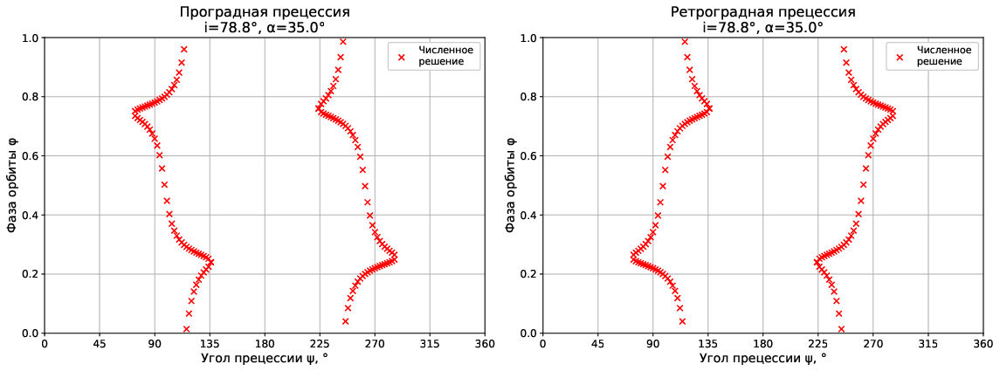 Проградная прецессия
i=78.8°, α=35.0°
1.0
0.8
0.6
0.4
0.2
0.0
Фаза орбиты φ
Численное
решение
0 45 90 135 180 225 270 315 360
Угол прецессии ψ, °
Ретроградная прецессия
i=78.8°, α=35.0°
1.0
0.8
0.6
0.4
0.2
0.0
Фаза орбиты φ
Численное
решение
0 45 90 135 180 225 270 315 360
Угол прецессии ψ, °